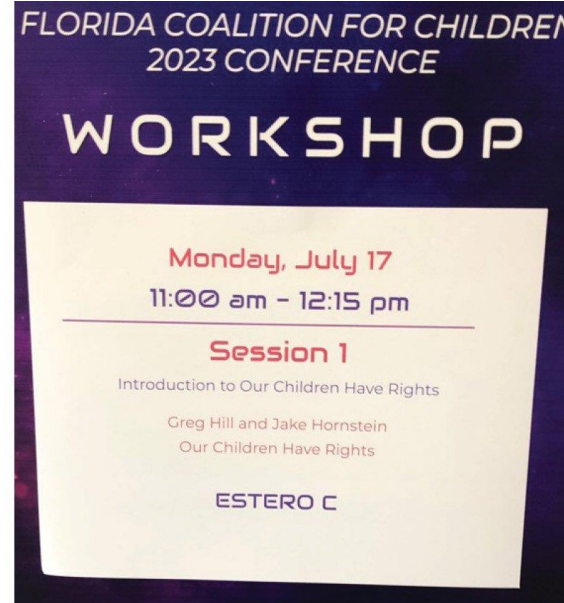 FLORIDA COALITION FOR CHILDREN
2023 CONFERENCE
WORKSHOP
Monday, July 17
11:00 am - 12:15 pm
Session 1
Introduction to Our Children Have Rights
Greg Hill and Jake Hornstein
Our Children Have Rights
ESTERO C